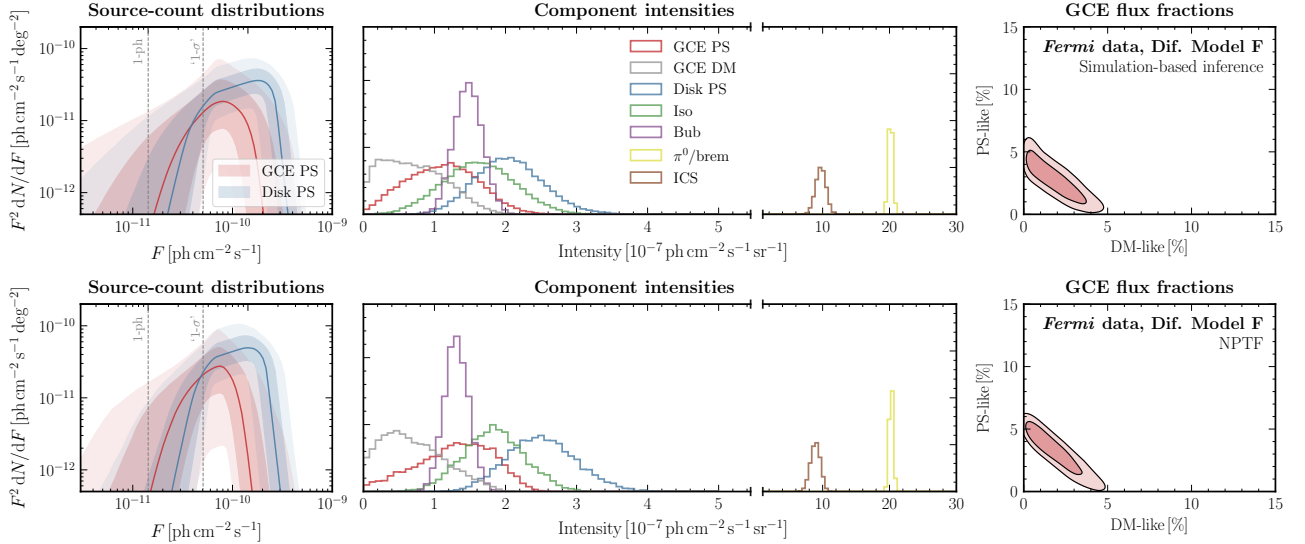 Source-count distributions
Component intensities
GCE flux fractions
F² dN/dF [ph cm⁻² s⁻¹ deg⁻²]
10⁻¹⁰
10⁻¹¹
10⁻¹²
1-ph
'1-σ'
GCE PS
Disk PS
10⁻¹¹
10⁻¹⁰
10⁻⁹
F [ph cm⁻² s⁻¹]
GCE PS
GCE DM
Disk PS
Iso
Bub
π⁰/brem
ICS
0
1
2
3
4
5
10
20
30
Intensity [10⁻⁷ ph cm⁻² s⁻¹ sr⁻¹]
Fermi data, Dif. Model F
Simulation-based inference
PS-like [%]
15
10
5
0
0
5
10
15
DM-like [%]
Source-count distributions
Component intensities
GCE flux fractions
F² dN/dF [ph cm⁻² s⁻¹ deg⁻²]
10⁻¹⁰
10⁻¹¹
10⁻¹²
1-ph
'1-σ'
10⁻¹¹
10⁻¹⁰
10⁻⁹
F [ph cm⁻² s⁻¹]
0
1
2
3
4
5
10
20
30
Intensity [10⁻⁷ ph cm⁻² s⁻¹ sr⁻¹]
Fermi data, Dif. Model F
NPTF
PS-like [%]
15
10
5
0
0
5
10
15
DM-like [%]